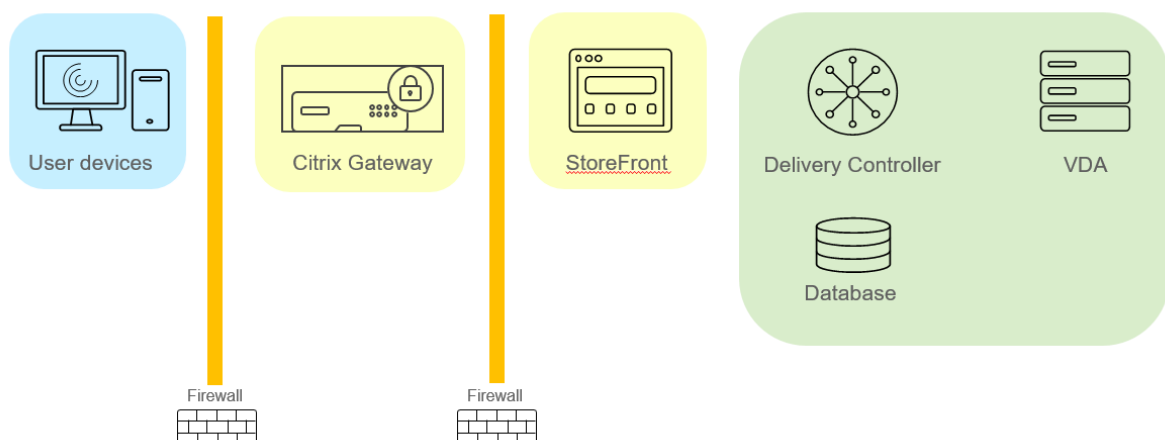 User devices
Citrix Gateway
StoreFront
Delivery Controller
VDA
Database
Firewall
Firewall